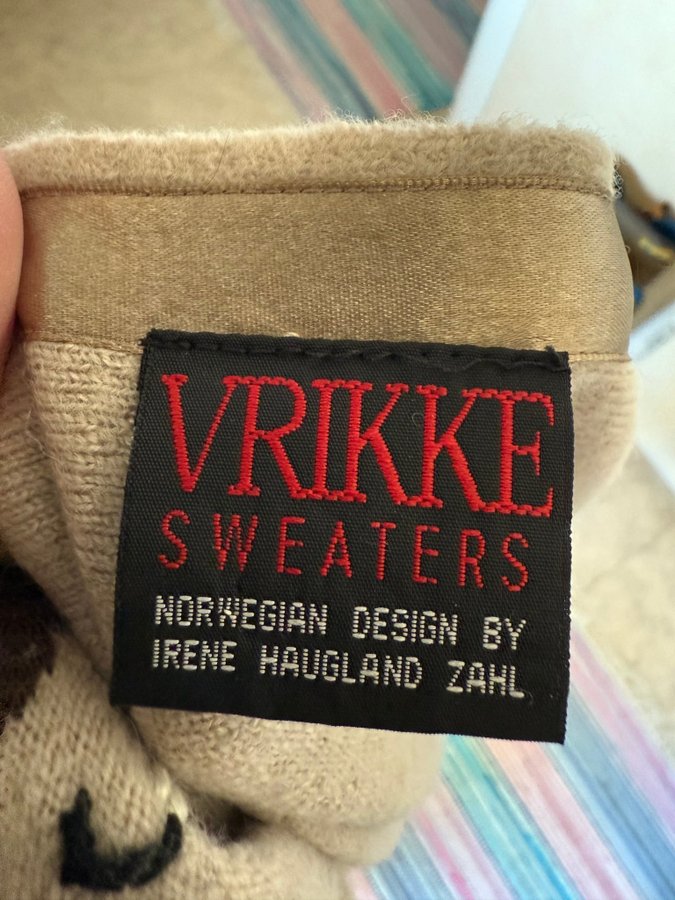 VRIKKE
SWEATERS
NORWEGIAN DESIGN BY
IRENE HAUGLAND ZAHL